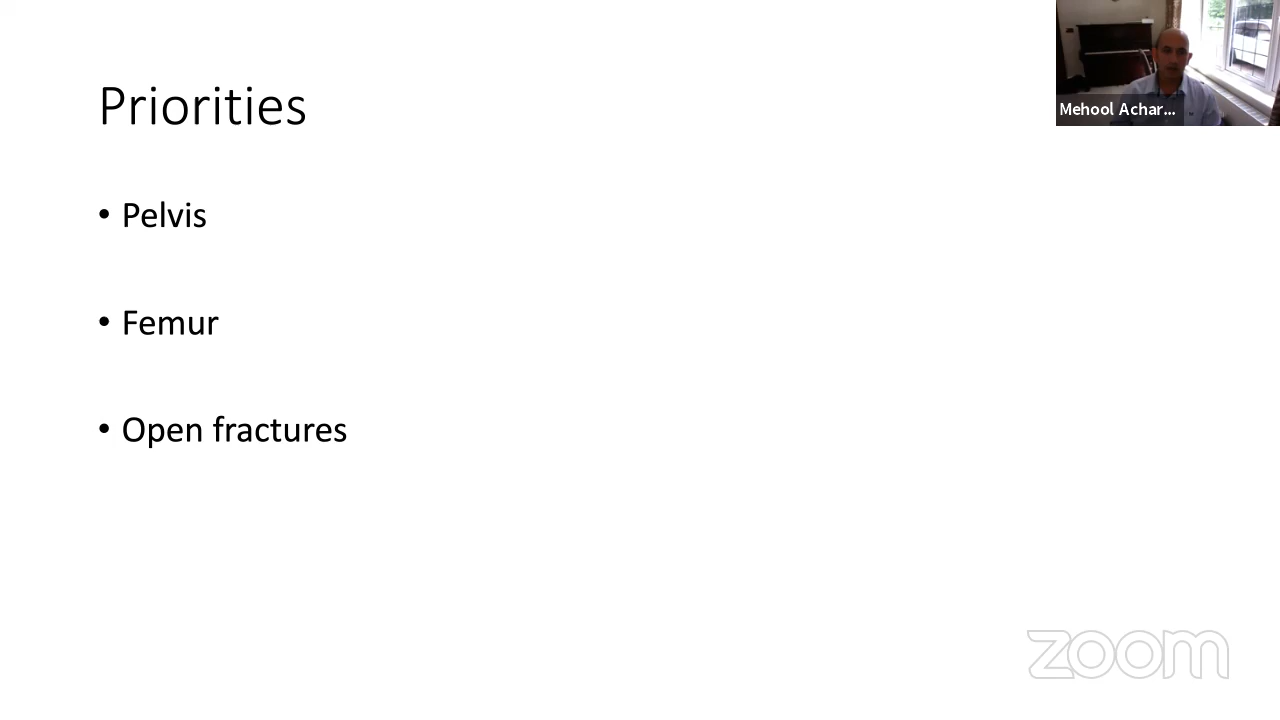 Priorities
Mehool Achar...
• Pelvis
• Femur
• Open fractures
zoom